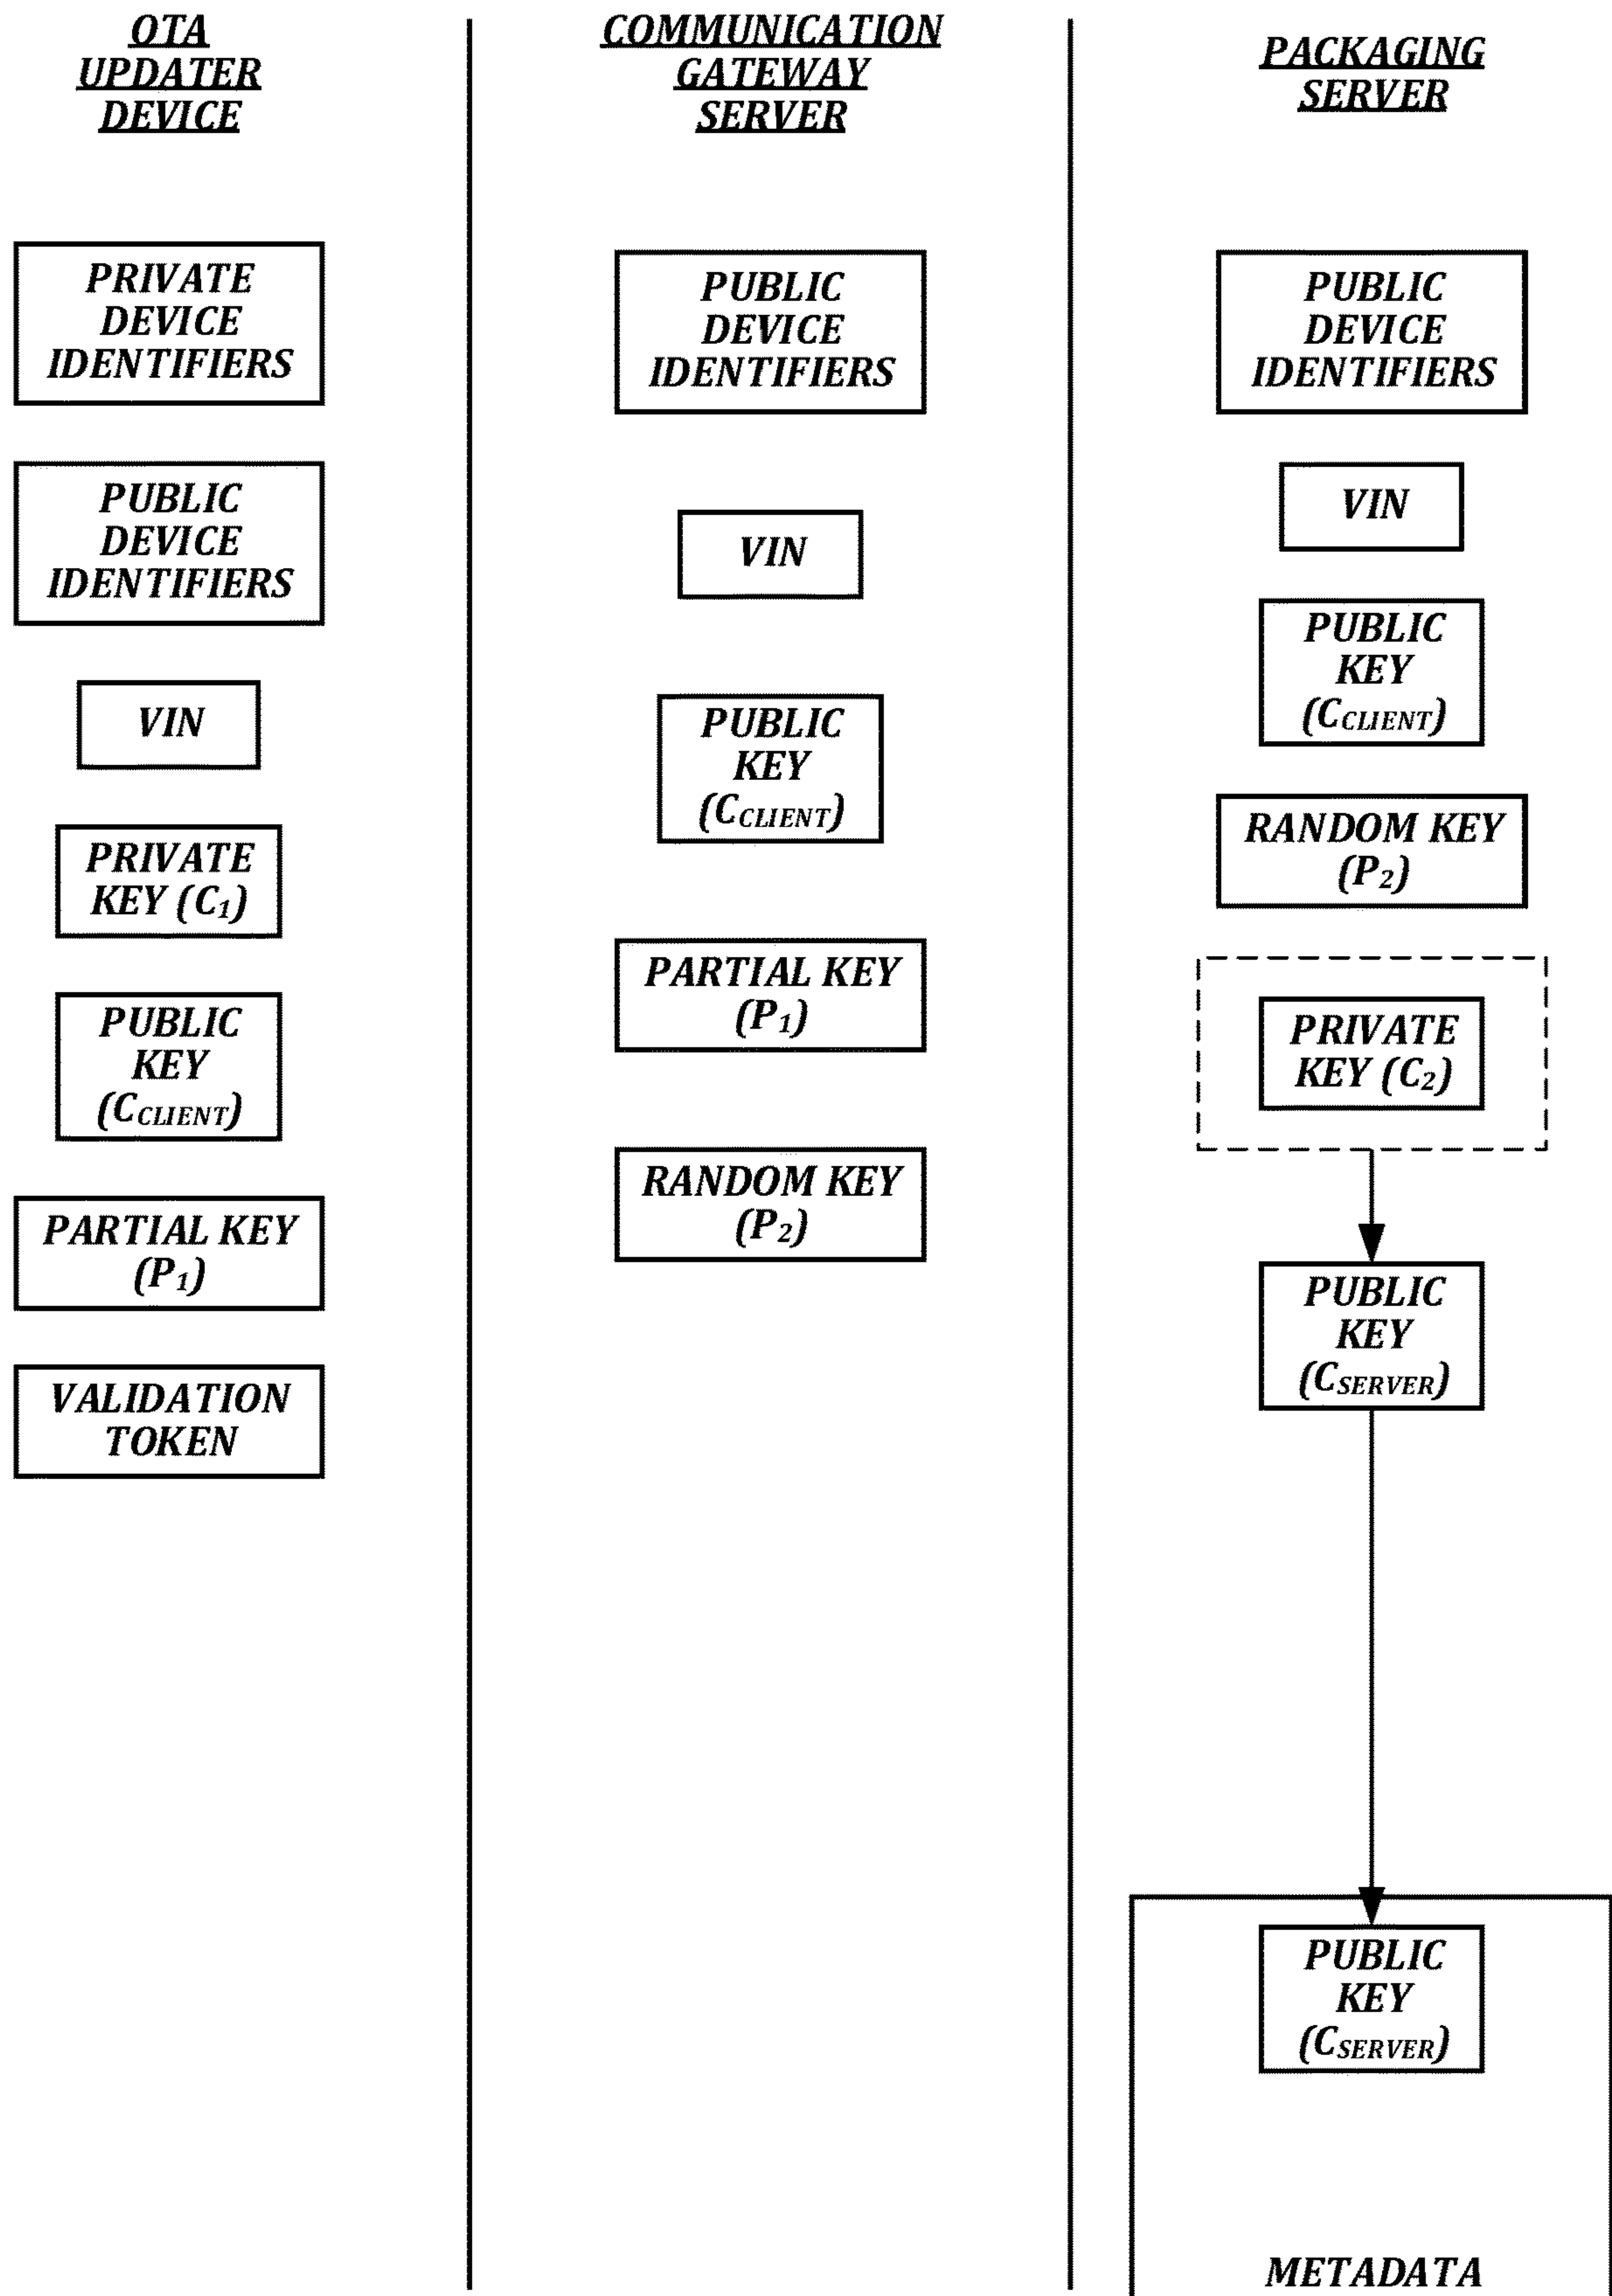 OTA
UPDATER
DEVICE
PRIVATE
DEVICE
IDENTIFIERS
PUBLIC
DEVICE
IDENTIFIERS
VIN
PRIVATE
KEY (C1)
PUBLIC
KEY
(CCLIENT)
PARTIAL KEY
(P1)
VALIDATION
TOKEN
COMMUNICATION
GATEWAY
SERVER
PUBLIC
DEVICE
IDENTIFIERS
VIN
PUBLIC
KEY
(CCLIENT)
PARTIAL KEY
(P1)
RANDOM KEY
(P2)
PACKAGING
SERVER
PUBLIC
DEVICE
IDENTIFIERS
VIN
PUBLIC
KEY
(CCLIENT)
RANDOM KEY
(P2)
PRIVATE
KEY (C2)
PUBLIC
KEY
(CSERVER)
PUBLIC
KEY
(CSERVER)
METADATA